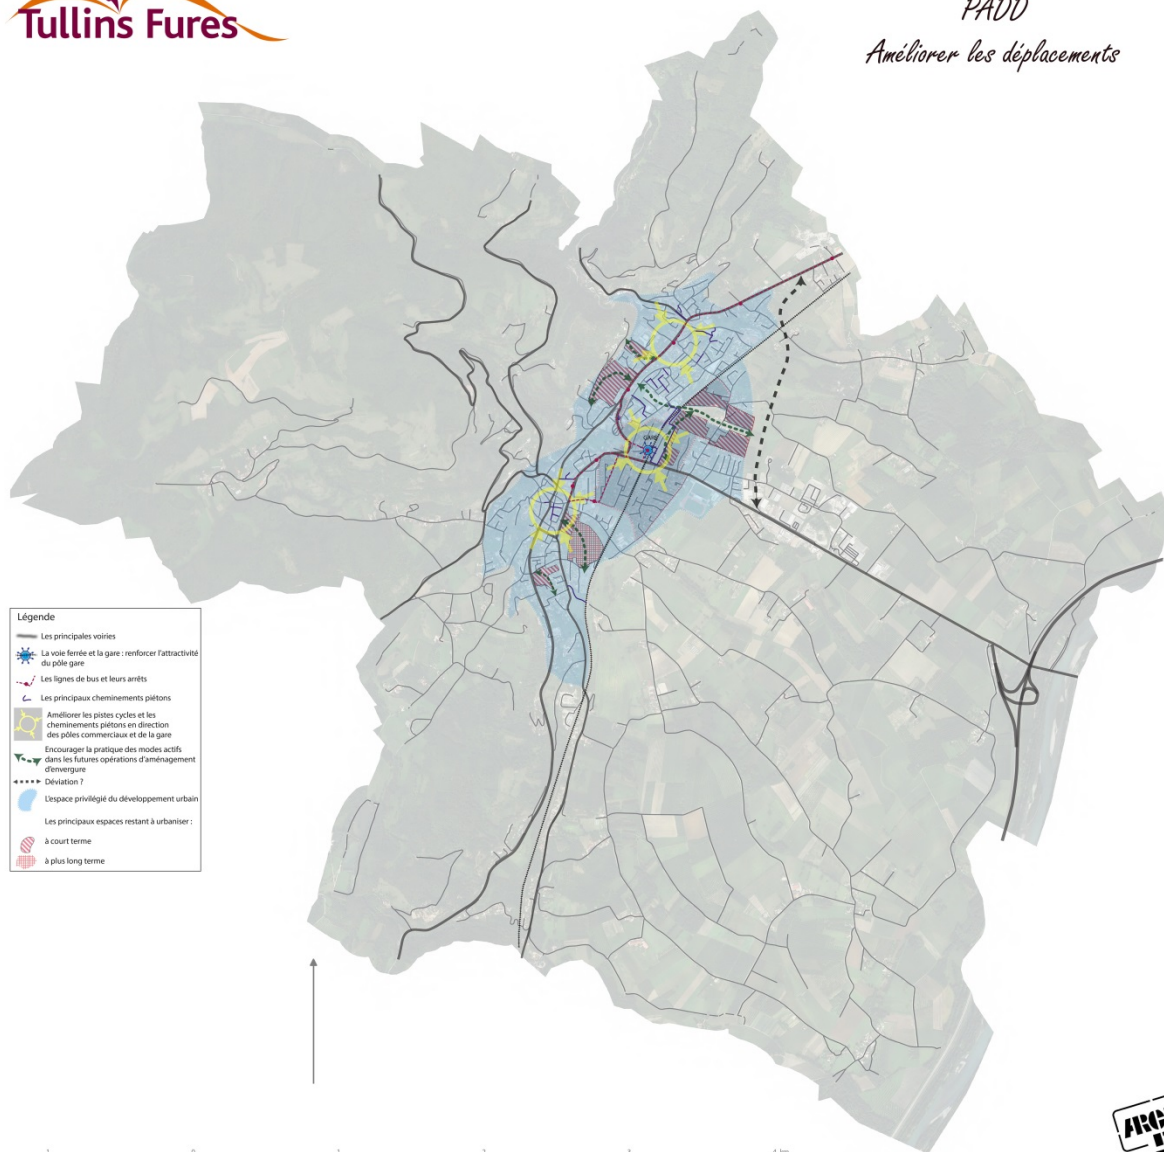 Tullins Fures
PADD
Améliorer les déplacements
GARE
Légende
Les principales voiries
La voie ferrée et la gare : renforcer l'attractivité
du pôle gare
Les lignes de bus et leurs arrêts
Les principaux cheminements piétons
Améliorer les pistes cycles et les
cheminements piétons en direction
des pôles commerciaux et de la gare
Encourager la pratique des modes actifs
dans les futures opérations d'aménagement
d'envergure
Déviation ?
L'espace privilégié du développement urbain
Les principaux espaces restant à urbaniser :
à court terme
à plus long terme